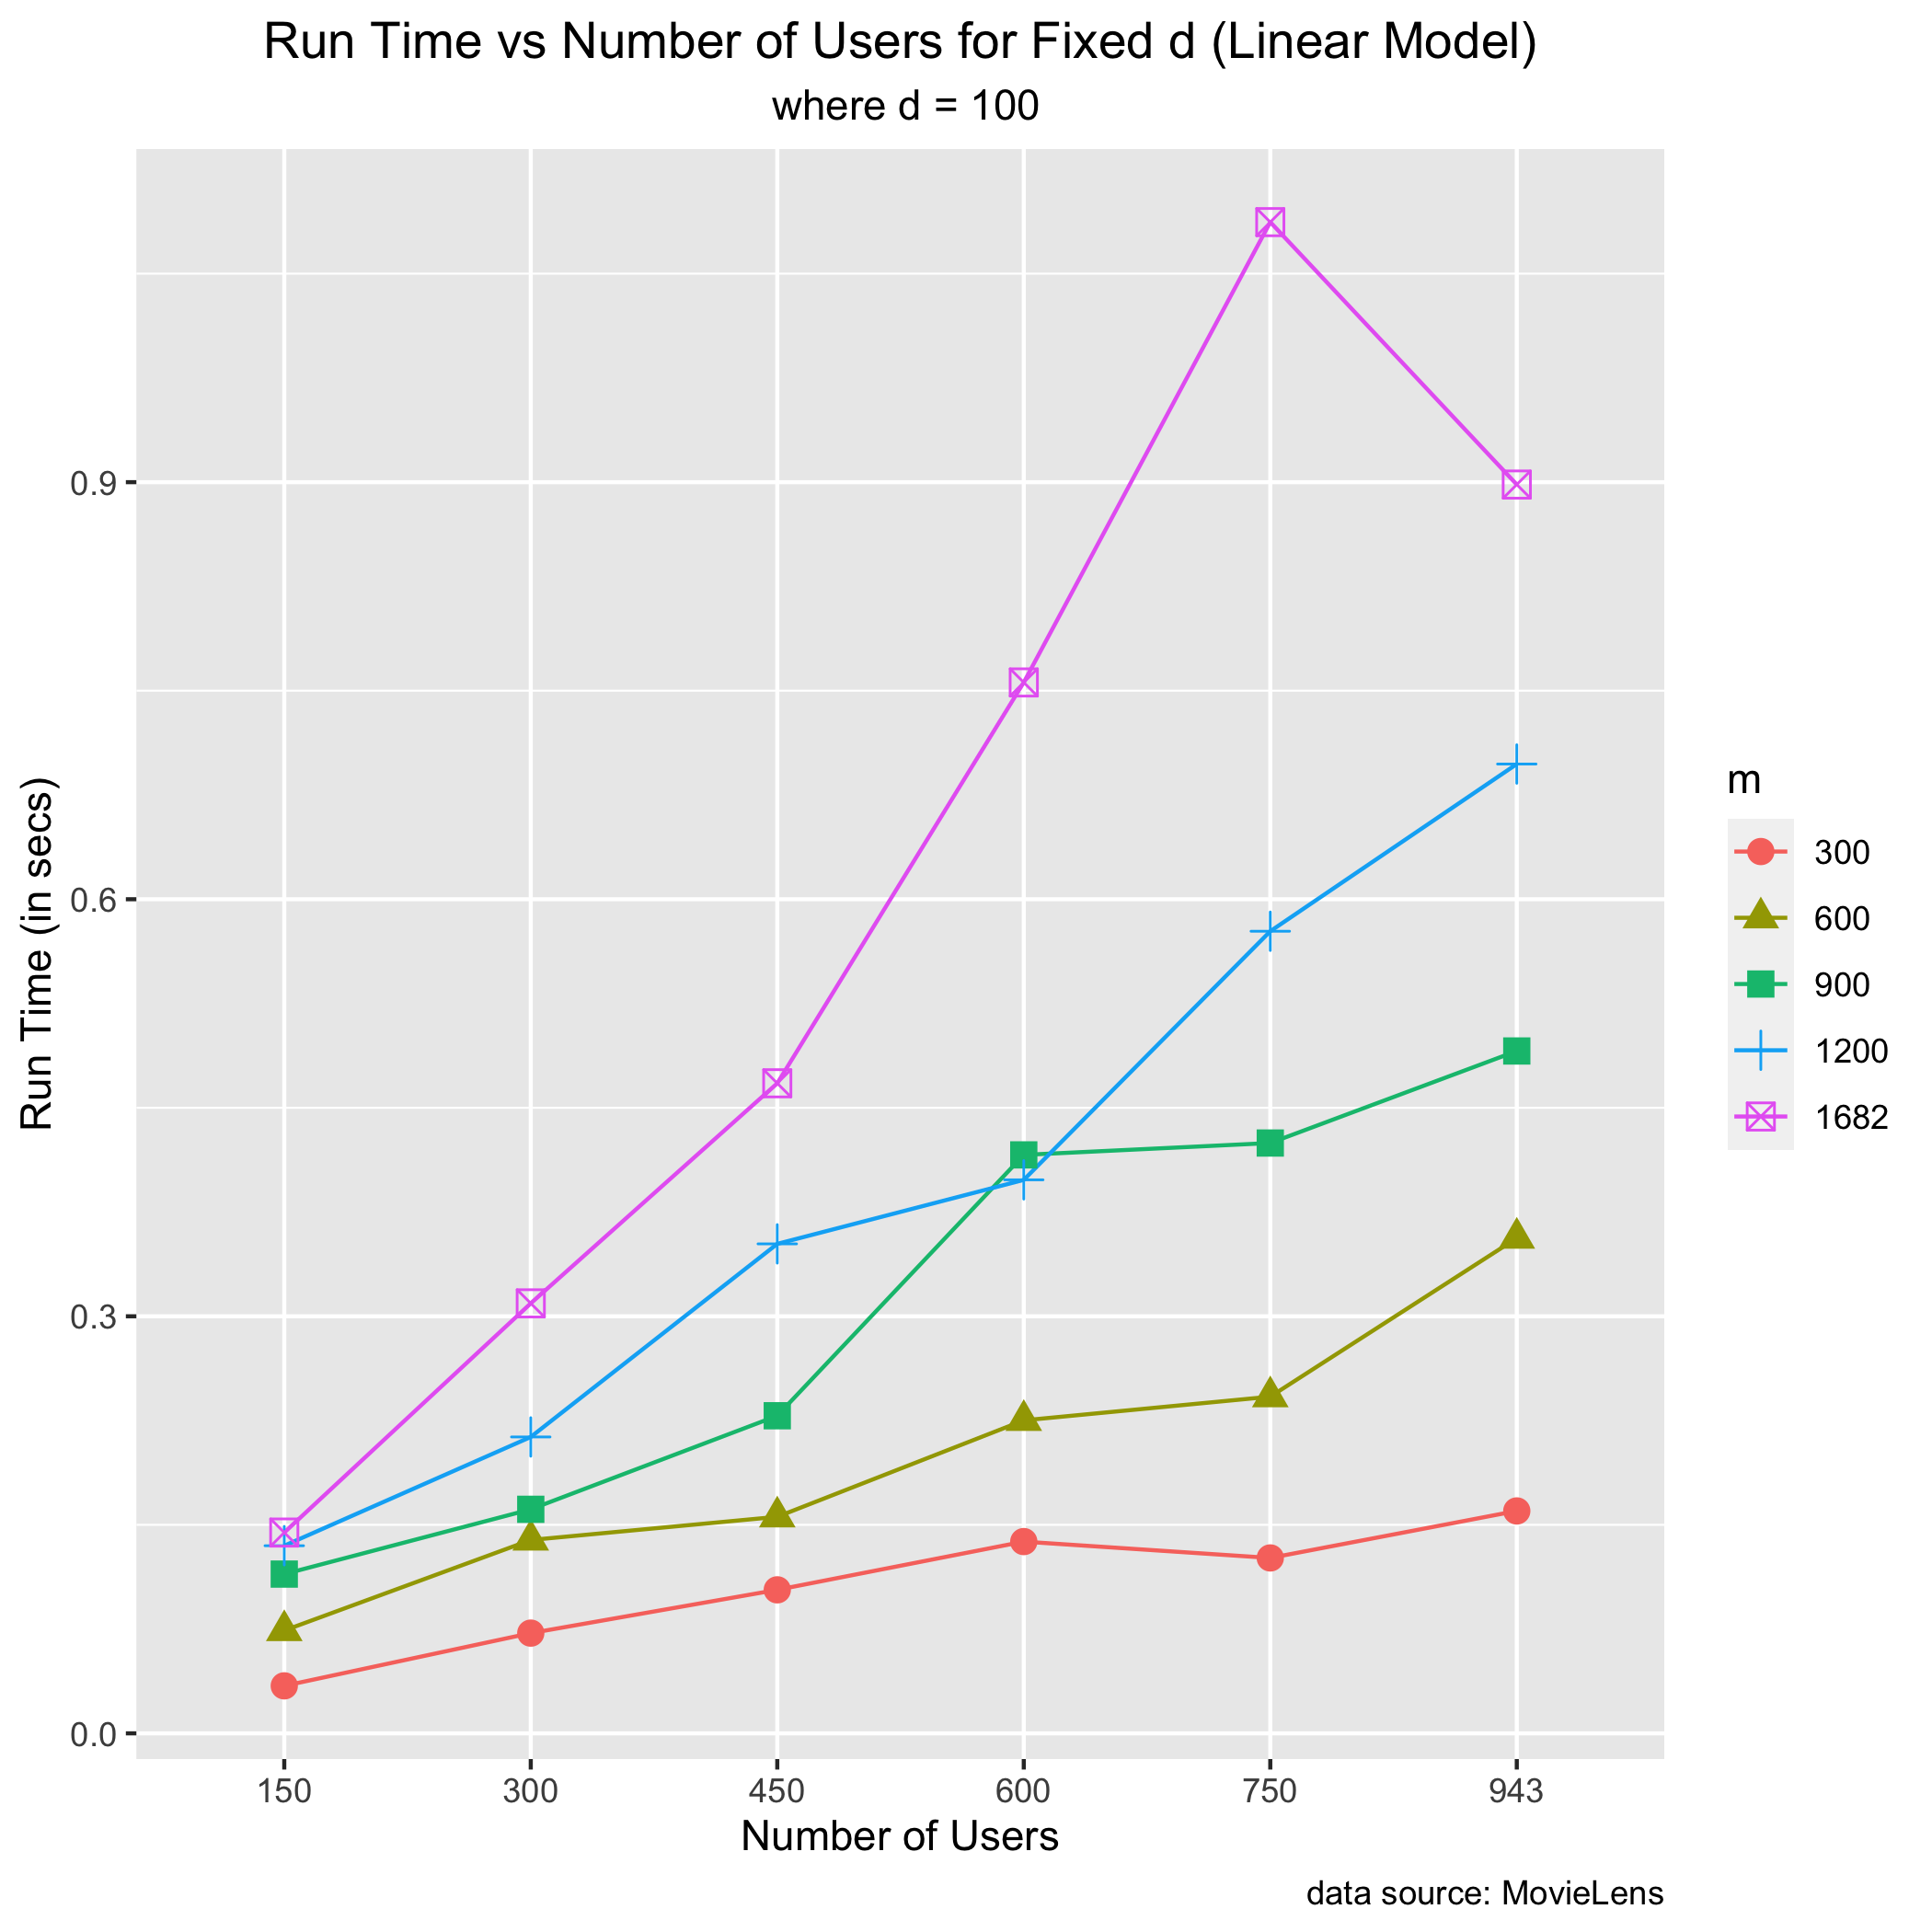 Run Time vs Number of Users for Fixed d (Linear Model)
where d = 100
Run Time (in secs)
0.9
0.6
0.3
0.0
150 300 450 600 750 943
Number of Users
m
300
600
900
1200
1682
data source: MovieLens